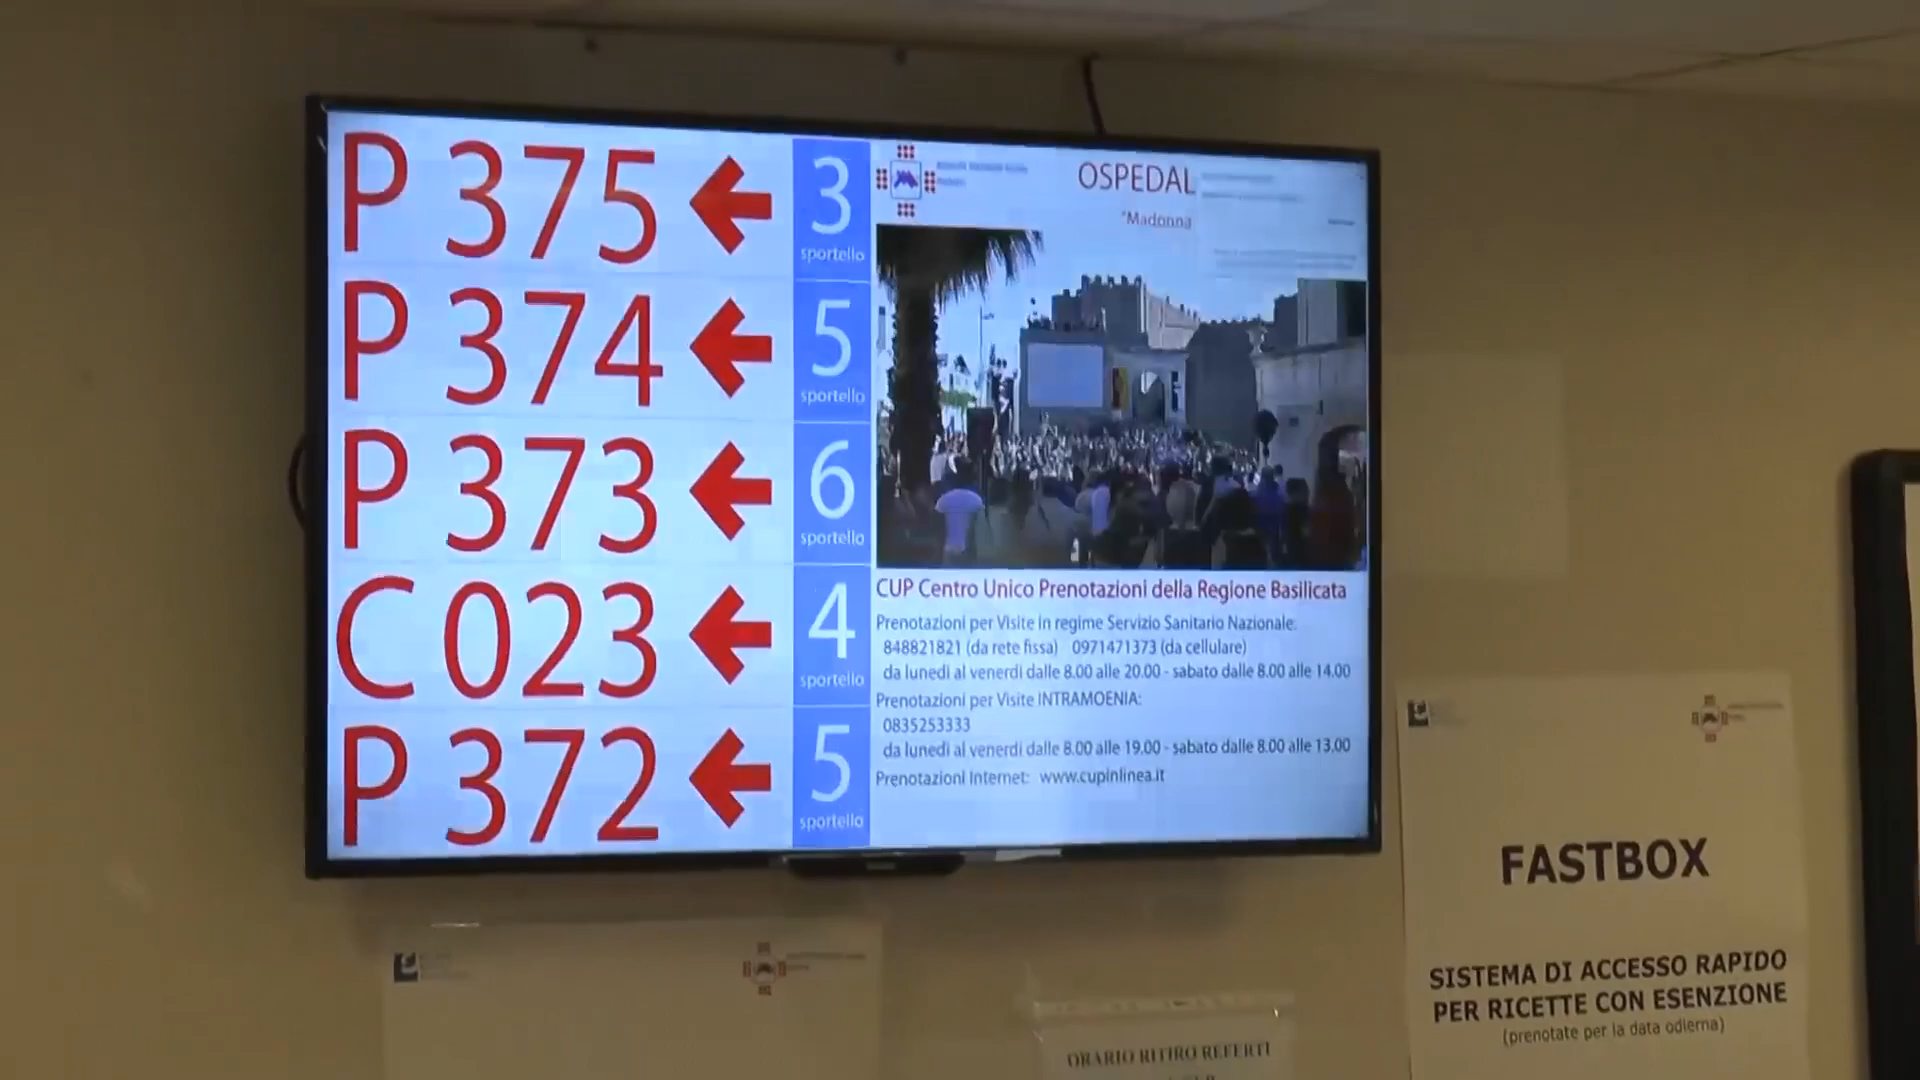 P 375 3
sportello
P 374 5
sportello
P 373 6
sportello
C 023 4
sportello
P 372 5
sportello
OSPEDAL
"Madonna
CUP Centro Unico Prenotazioni della Regione Basilicata
Prenotazioni per Visite in regime Servizio Sanitario Nazionale:
848821821 (da rete fissa) 0971471373 (da cellulare)
da lunedì al venerdì dalle 8.00 alle 20.00 - sabato dalle 8.00 alle 14.00
Prenotazioni per Visite INTRAMOENIA:
0835253333
da lunedì al venerdì dalle 8.00 alle 19.00 - sabato dalle 8.00 alle 13.00
Prenotazioni Internet: www.cupinlinea.it
FASTBOX
SISTEMA DI ACCESSO RAPIDO
PER RICETTE CON ESENZIONE
(prenotate per la data odierna)
ORARIO RITIRO REFERTI